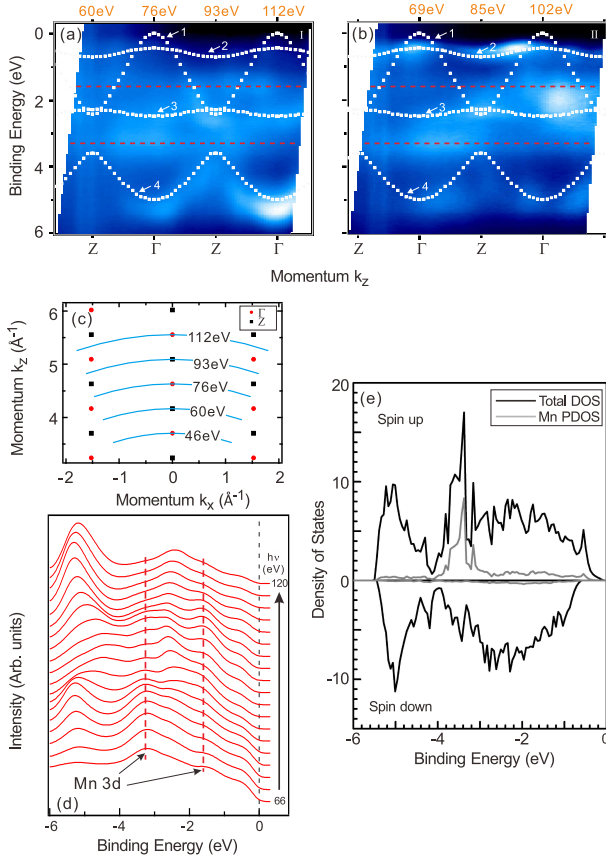 60eV 76eV 93eV 112eV
69eV 85eV 102eV
(a) 1 I
2
3
4
(b) 1 II
2
3
4
Binding Energy (eV)
0
2
4
6
Z Γ Z Γ
Z Γ Z Γ
Momentum k_z
(c)
Γ
Z
112eV
93eV
76eV
60eV
46eV
Momentum k_z (Å⁻¹)
6
5
4
-2 -1 0 1 2
Momentum k_x (Å⁻¹)
hν
(eV)
120
66
Mn 3d
(d)
Intensity (Arb. units)
-6 -4 -2 0
Binding Energy (eV)
(e)
Total DOS
Mn PDOS
Spin up
Spin down
Density of States
20
10
0
-10
-6 -5 -4 -3 -2 -1 0
Binding Energy (eV)